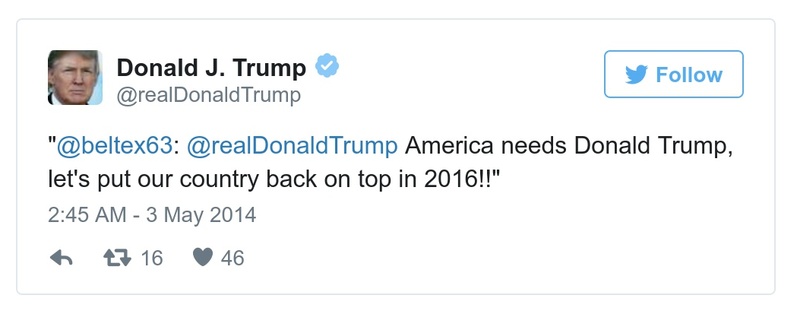 Donald J. Trump
Follow
@realDonaldTrump
"@beltex63: @realDonaldTrump America needs Donald Trump,
let's put our country back on top in 2016!!"
2:45 AM - 3 May 2014
16 46